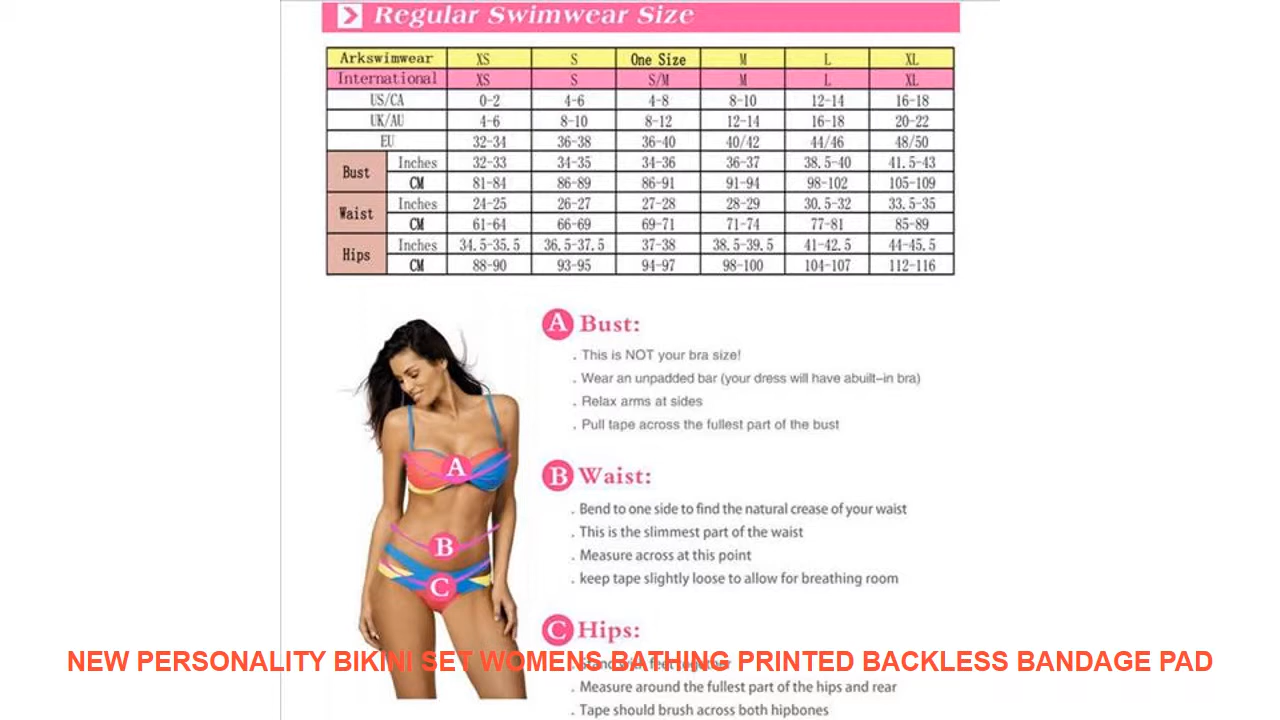 Regular Swimwear Size
Arkswimwear XS S One Size M L XL
International XS S S/M M L XL
US/CA 0-2 4-6 4-8 8-10 12-14 16-18
UK/AU 4-6 8-10 8-12 12-14 16-18 20-22
EU 32-34 36-38 36-40 40/42 44/46 48/50
Bust Inches 32-33 34-35 34-36 36-37 38.5-40 41.5-43
CM 81-84 86-89 86-91 91-94 98-102 105-109
Waist Inches 24-25 26-27 27-28 28-29 30.5-32 33.5-35
CM 61-64 66-69 69-71 71-74 77-81 85-89
Hips Inches 34.5-35.5 36.5-37.5 37-38 38.5-39.5 41-42.5 44-45.5
CM 88-90 93-95 94-97 98-100 104-107 112-116
A Bust:
. This is NOT your bra size!
. Wear an unpadded bar (your dress will have abuilt-in bra)
. Relax arms at sides
. Pull tape across the fullest part of the bust
A
B Waist:
. Bend to one side to find the natural crease of your waist
. This is the slimmest part of the waist
. Measure across at this point
. keep tape slightly loose to allow for breathing room
B
C
C Hips:
. Stand with feet together
NEW PERSONALITY BIKINI SET WOMENS BATHING PRINTED BACKLESS BANDAGE PAD
. Measure around the fullest part of the hips and rear
. Tape should brush across both hipbones